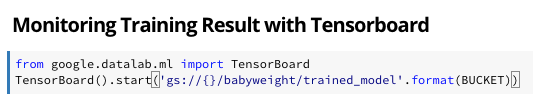 Monitoring Training Result with Tensorboard
from google.datalab.ml import TensorBoard
TensorBoard().start('gs://{}/babyweight/trained_model'.format(BUCKET))